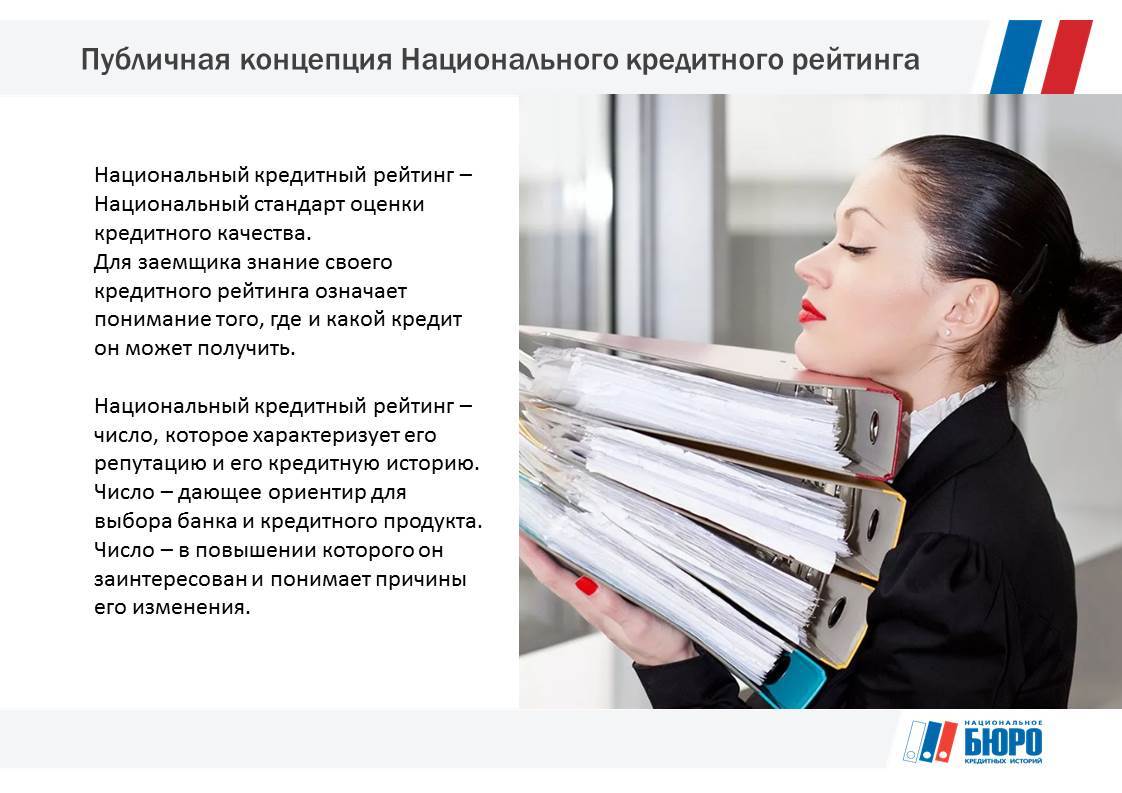 Публичная концепция Национального кредитного рейтинга
Национальный кредитный рейтинг –
Национальный стандарт оценки
кредитного качества.
Для заемщика знание своего
кредитного рейтинга означает
понимание того, где и какой кредит
он может получить.
Национальный кредитный рейтинг –
число, которое характеризует его
репутацию и его кредитную историю.
Число – дающее ориентир для
выбора банка и кредитного продукта.
Число – в повышении которого он
заинтересован и понимает причины
его изменения.
НАЦИОНАЛЬНОЕ
БЮРО
КРЕДИТНЫХ ИСТОРИЙ